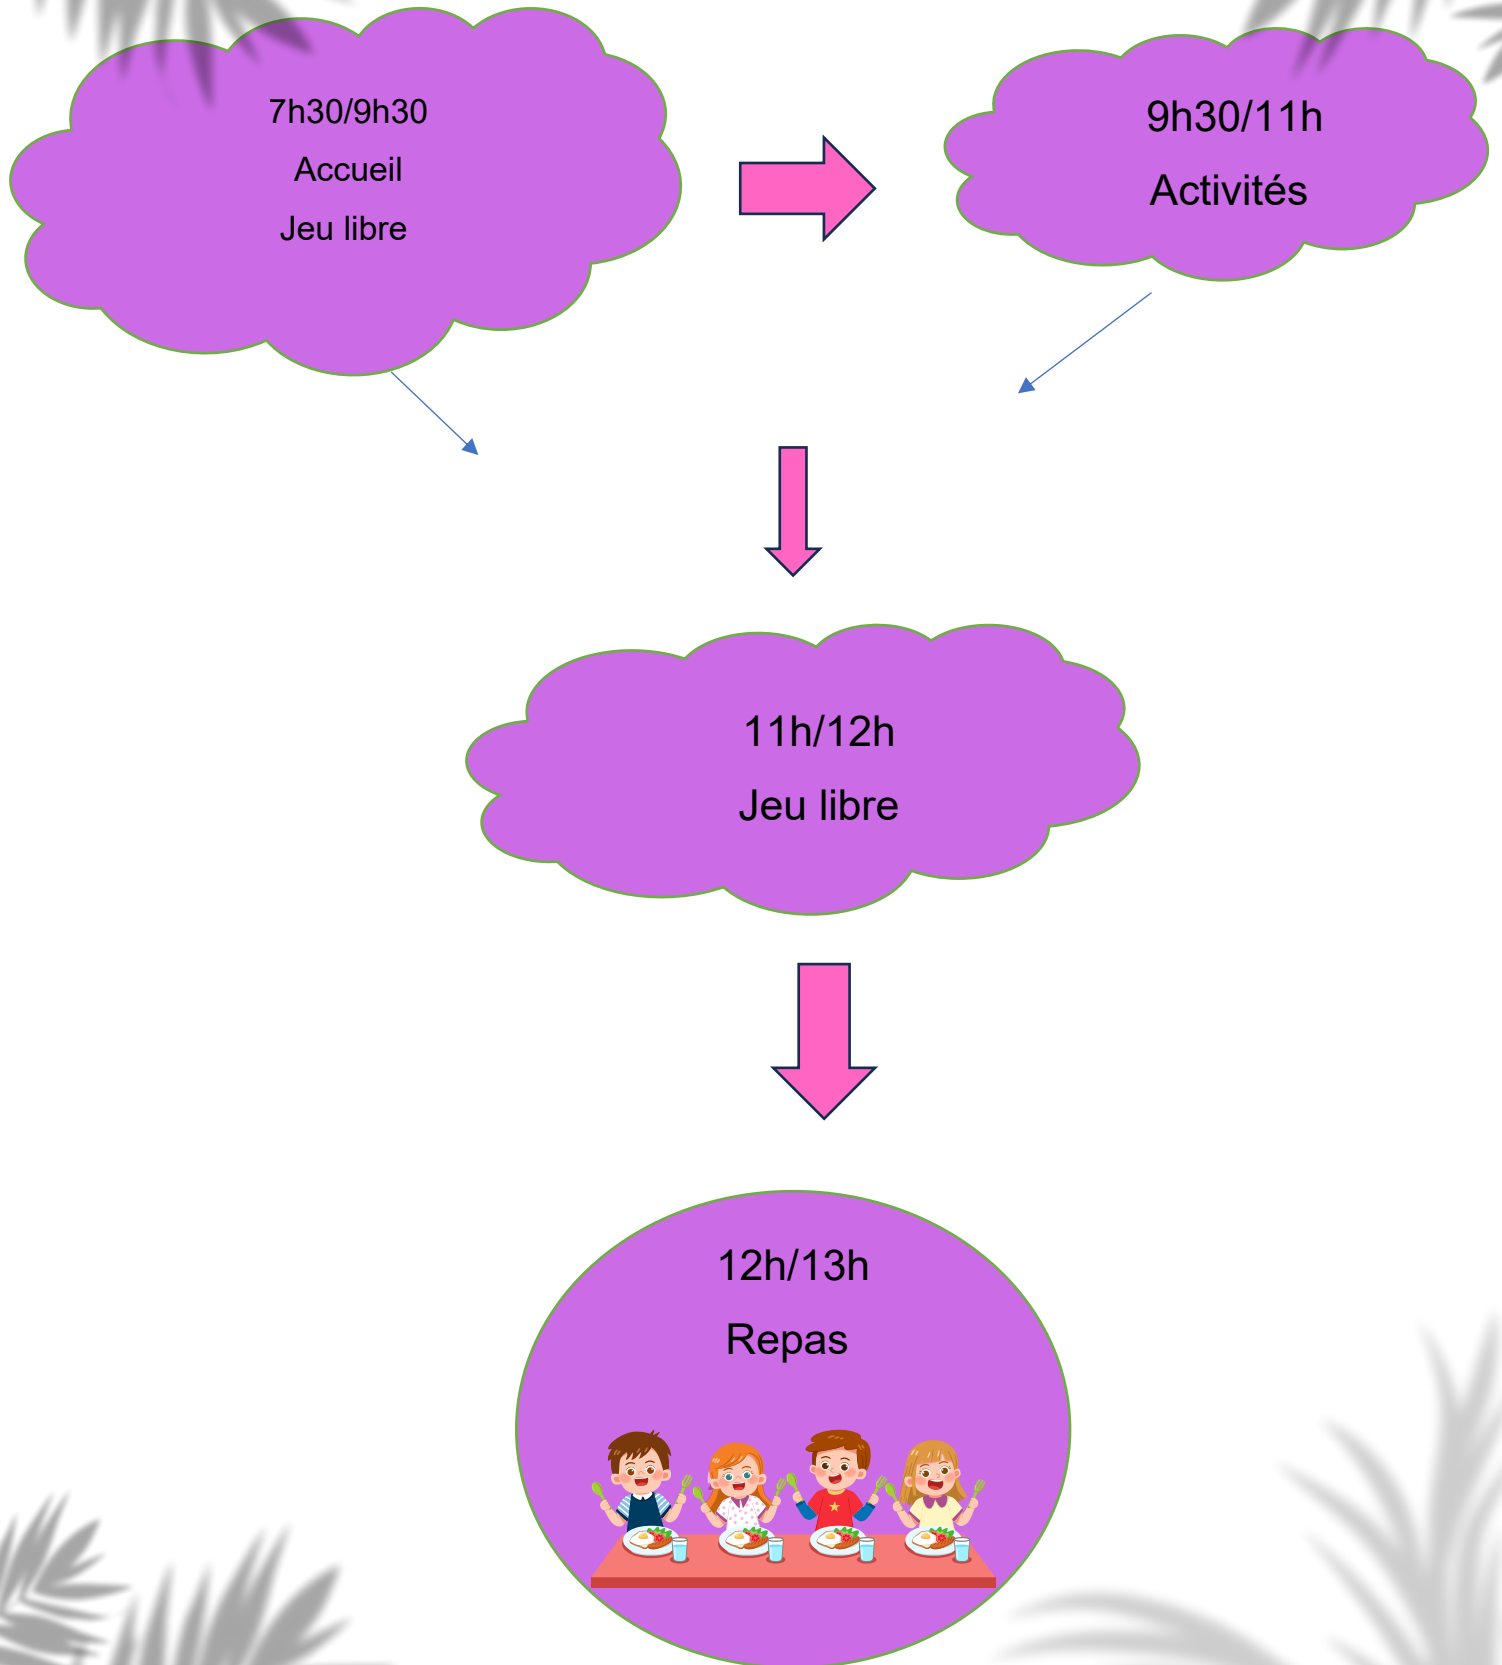 7h30/9h30
Accueil
Jeu libre
9h30/11h
Activités
11h/12h
Jeu libre
12h/13h
Repas